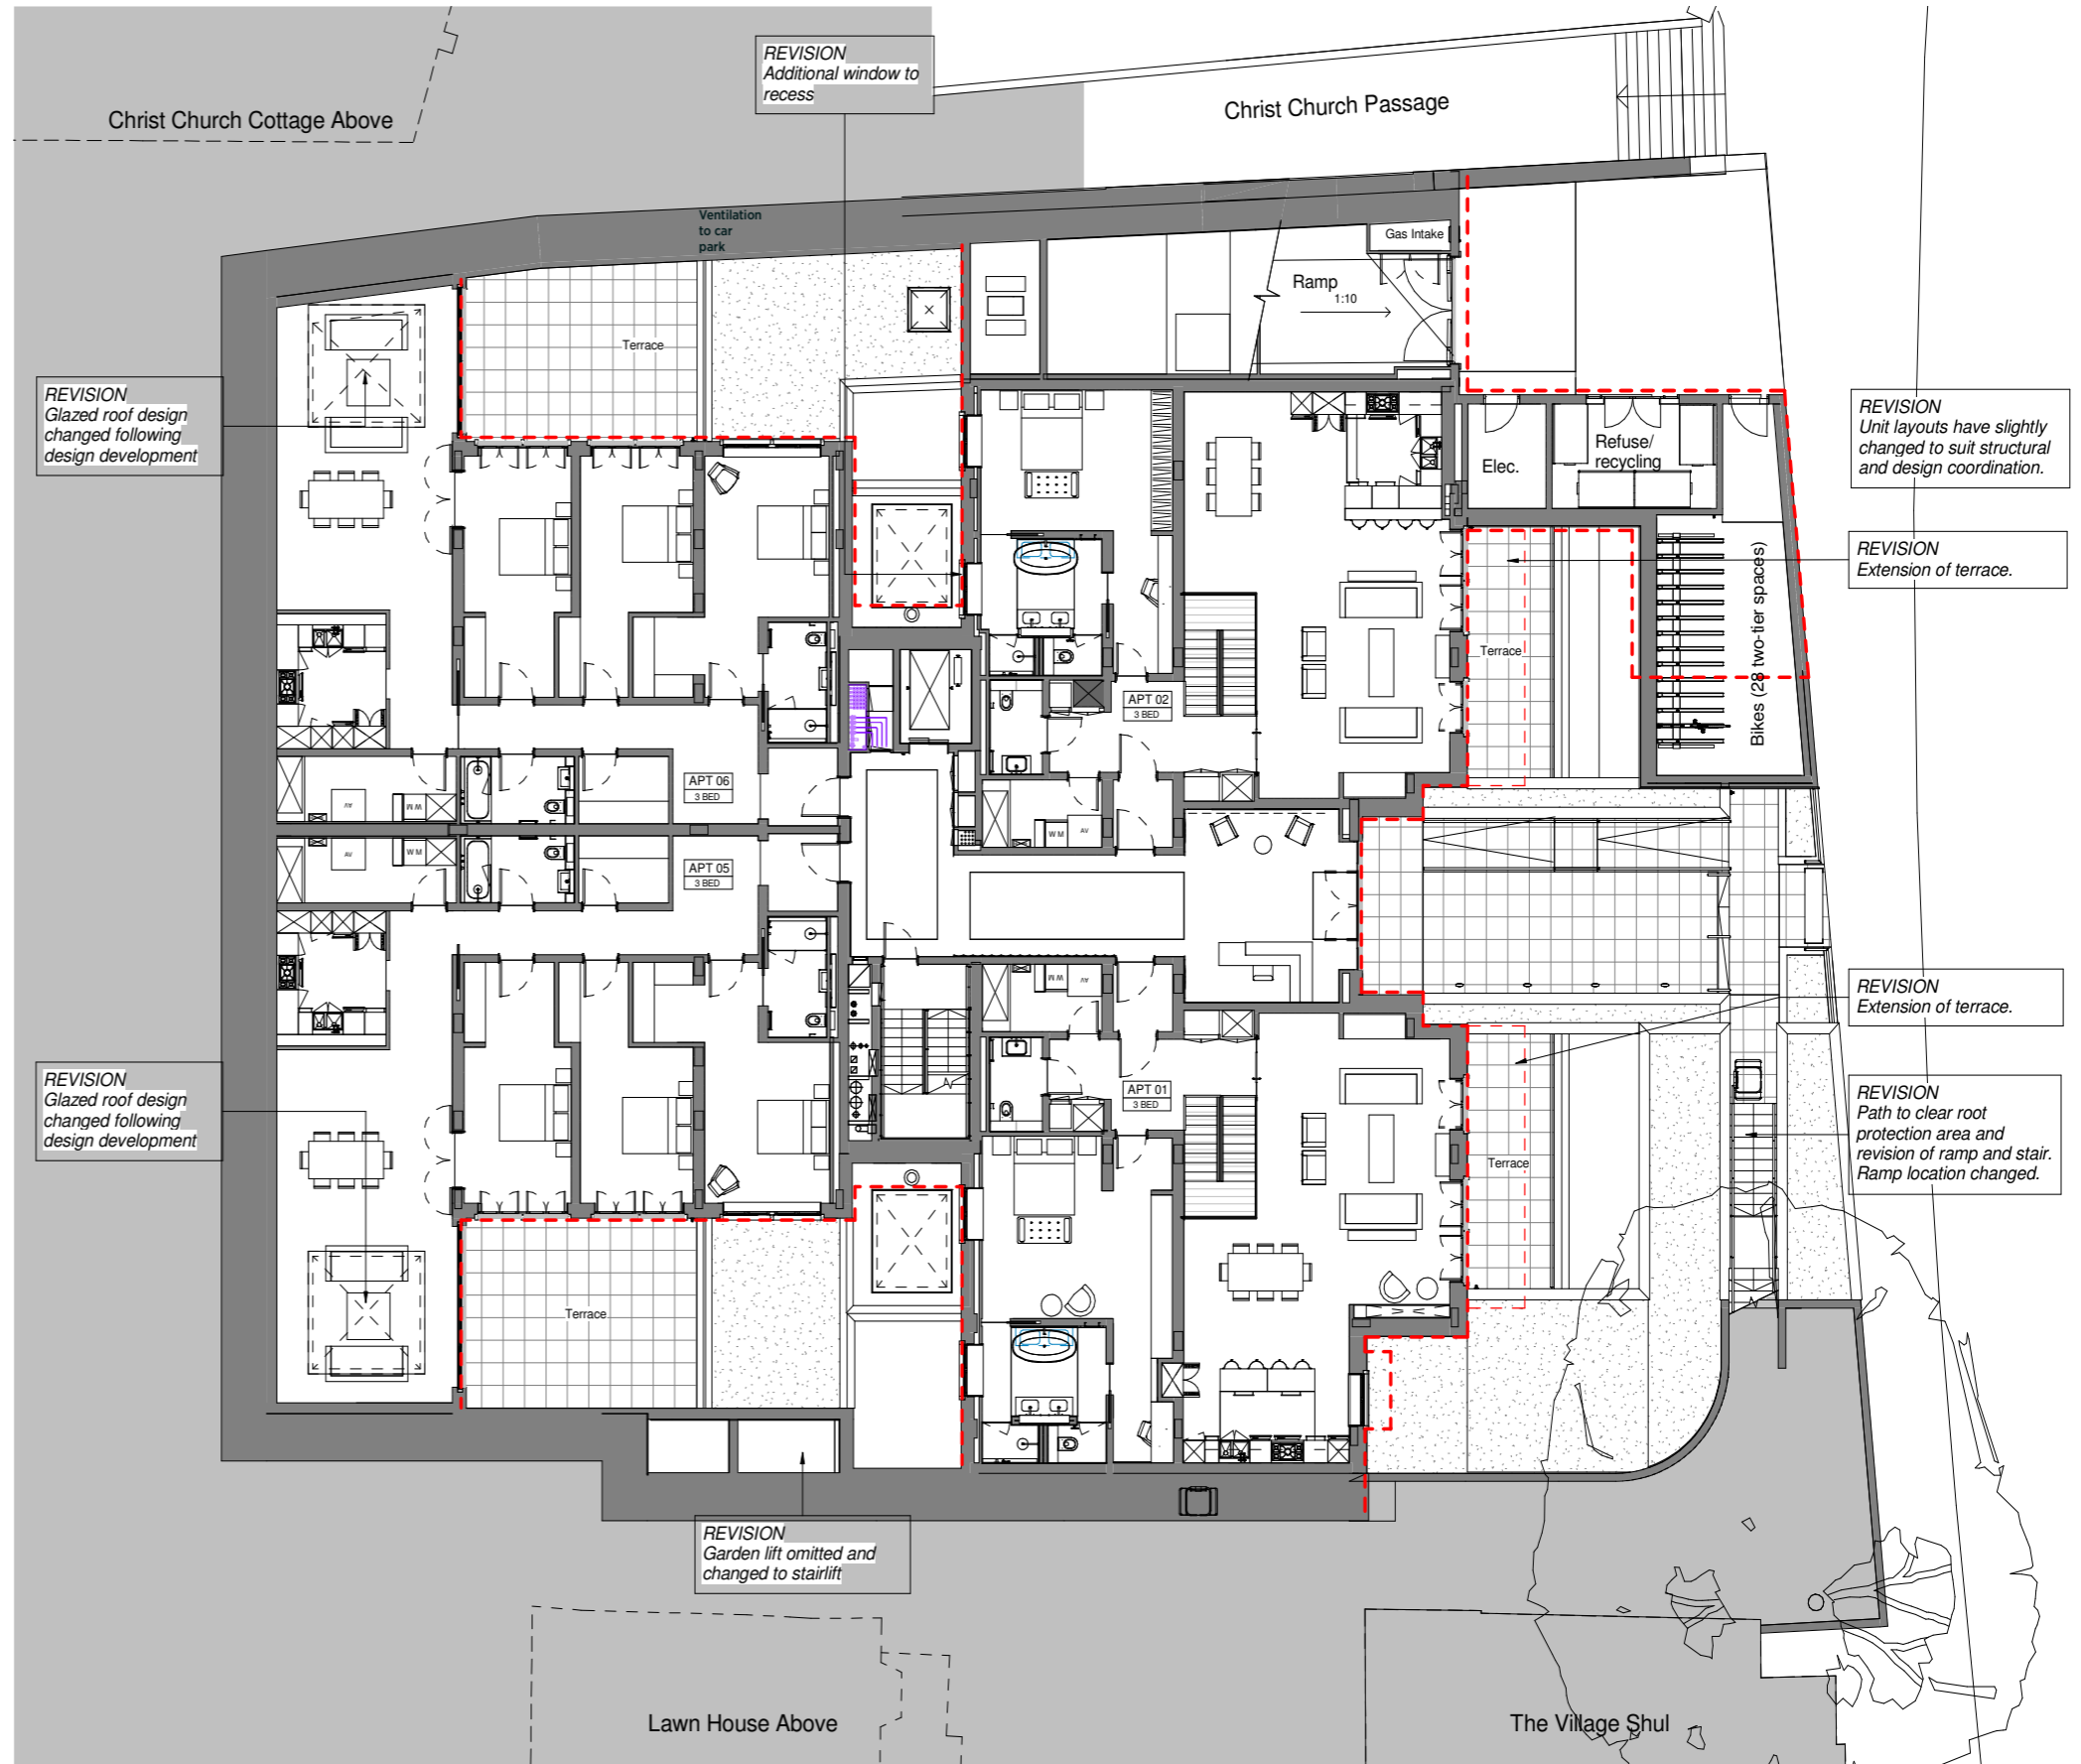 REVISION
Additional window to
recess
Christ Church Cottage Above
Christ Church Passage
Ventilation
to car
park
Gas Intake
Ramp
1:10
Terrace
REVISION
Glazed roof design
changed following
design development
REVISION
Unit layouts have slightly
changed to suit structural
and design coordination.
Elec.
Refuse/
recycling
REVISION
Extension of terrace.
Bikes (28 two-tier spaces)
Terrace
APT 02
3 BED
APT 06
3 BED
AV
W M
W M
AV
APT 05
3 BED
AV
W M
W M
AV
REVISION
Extension of terrace.
REVISION
Glazed roof design
changed following
design development
APT 01
3 BED
REVISION
Path to clear root
protection area and
revision of ramp and stair.
Ramp location changed.
Terrace
Terrace
REVISION
Garden lift omitted and
changed to stairlift
Lawn House Above
The Village Shul